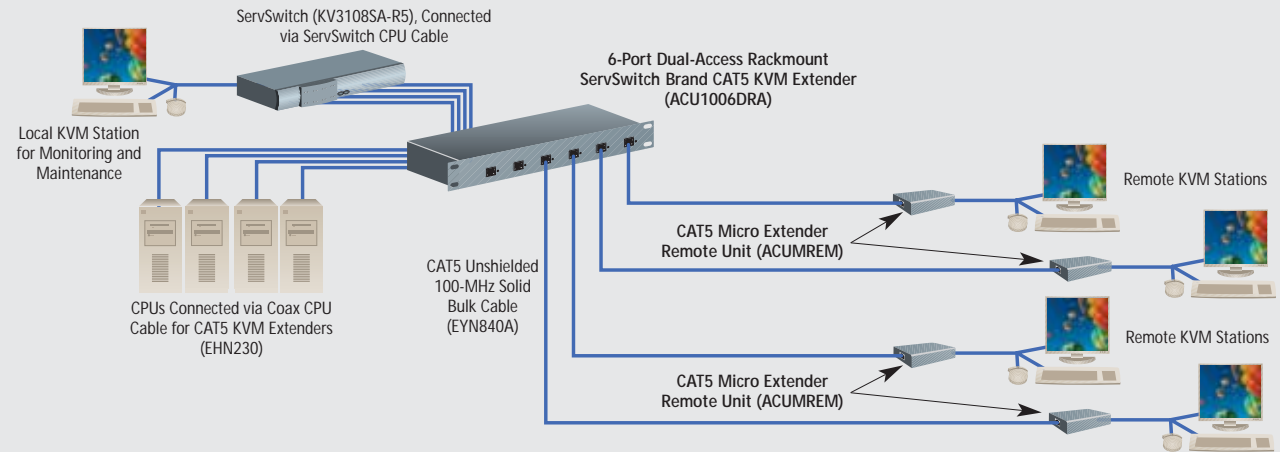 ServSwitch (KV3108SA-R5), Connected
via ServSwitch CPU Cable
6-Port Dual-Access Rackmount
ServSwitch Brand CAT5 KVM Extender
(ACU1006DRA)
Local KVM Station
for Monitoring and
Maintenance
Remote KVM Stations
CAT5 Micro Extender
Remote Unit (ACUMREM)
CAT5 Unshielded
100-MHz Solid
Bulk Cable
(EYN840A)
CPUs Connected via Coax CPU
Cable for CAT5 KVM Extenders
(EHN230)
Remote KVM Stations
CAT5 Micro Extender
Remote Unit (ACUMREM)